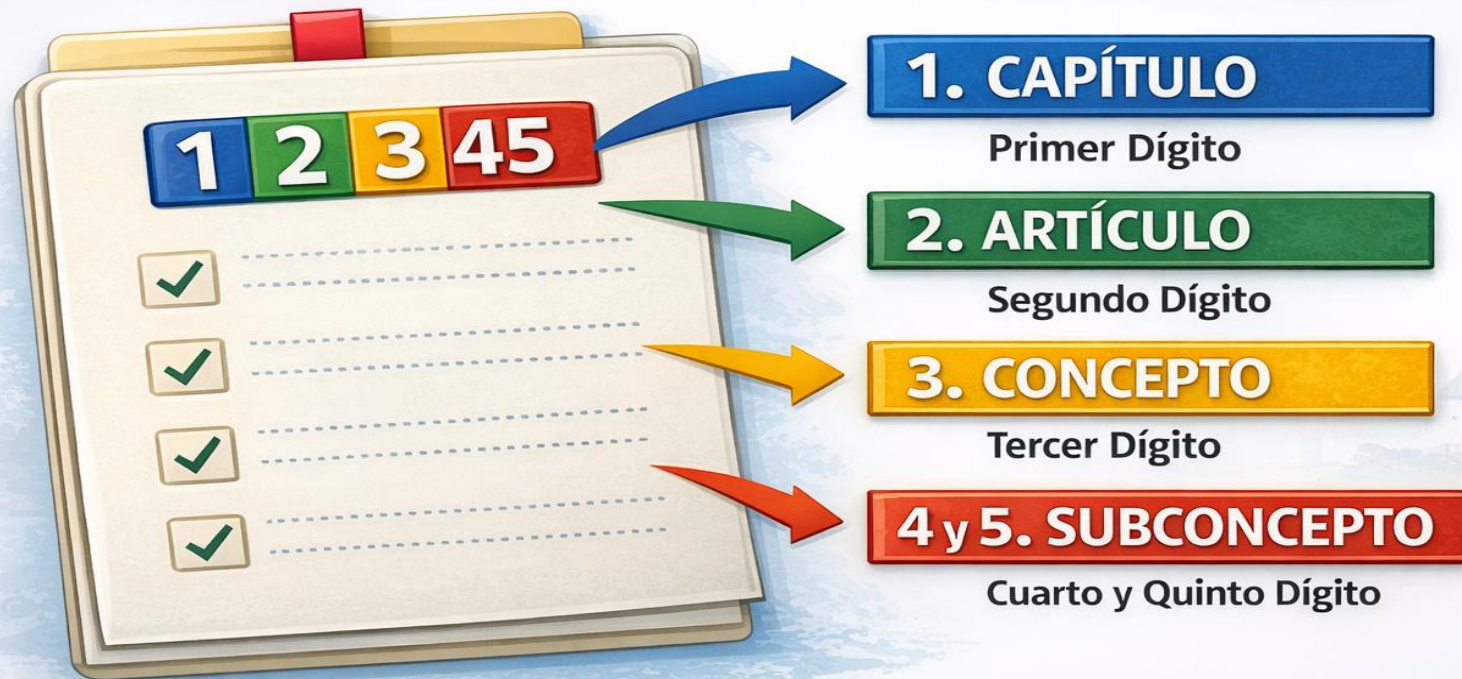 1 2 3 45
1. CAPÍTULO
Primer Dígito
2. ARTÍCULO
Segundo Dígito
3. CONCEPTO
Tercer Dígito
4 y 5. SUBCONCEPTO
Cuarto y Quinto Dígito